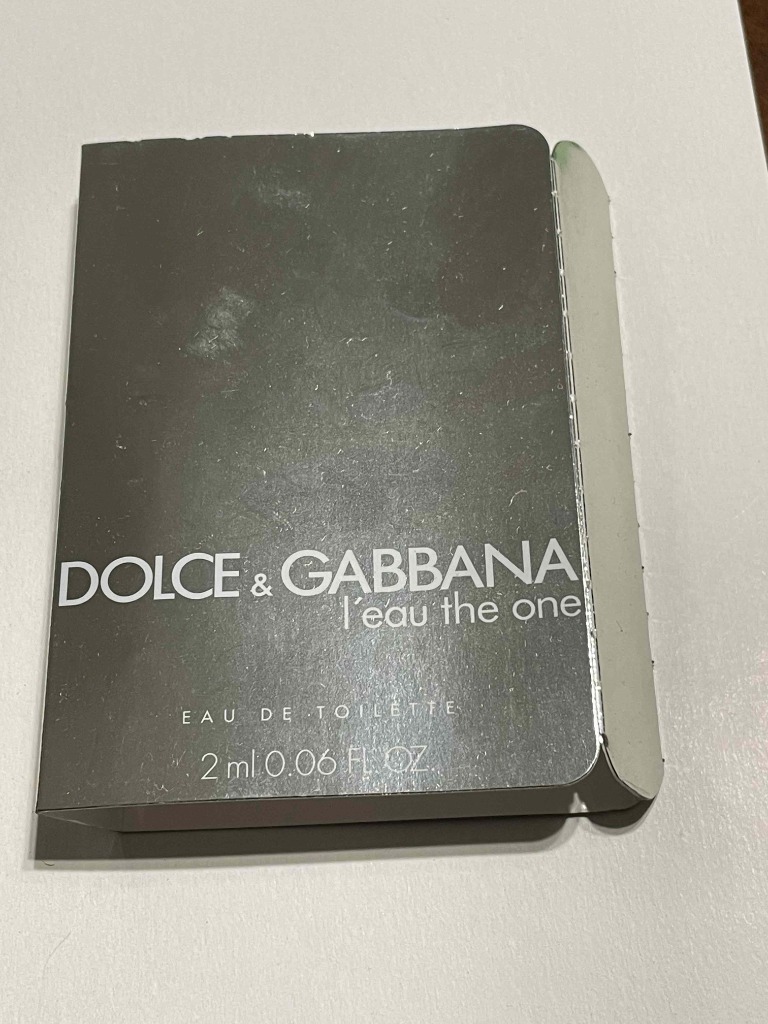 DOLCE & GABBANA
l'eau the one
EAU DE TOILETTE
2 ml 0.06 FL OZ.